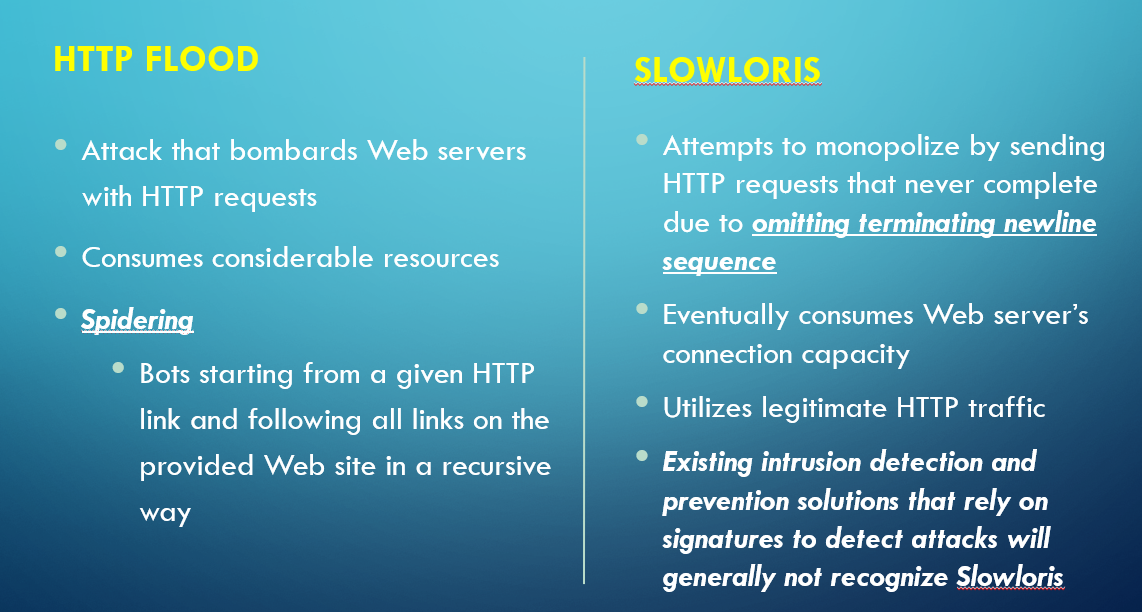 HTTP FLOOD
• Attack that bombards Web servers
with HTTP requests
• Consumes considerable resources
• Spidering
• Bots starting from a given HTTP
link and following all links on the
provided Web site in a recursive
way
SLOWLORIS
• Attempts to monopolize by sending
HTTP requests that never complete
due to omitting terminating newline
sequence
• Eventually consumes Web server’s
connection capacity
• Utilizes legitimate HTTP traffic
• Existing intrusion detection and
prevention solutions that rely on
signatures to detect attacks will
generally not recognize Slowloris